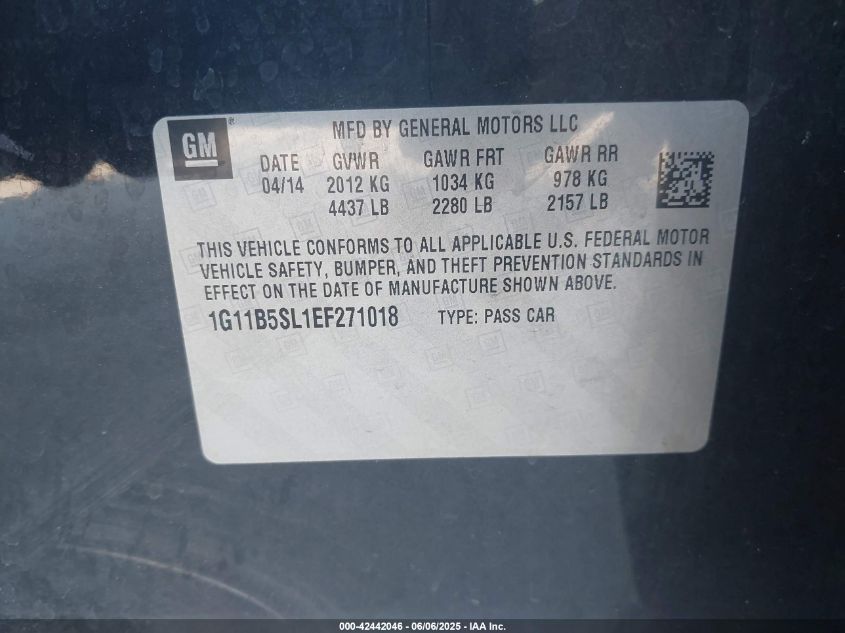 GM®
MFD BY GENERAL MOTORS LLC
DATE GVWR GAWR FRT GAWR RR
04/14 2012 KG 1034 KG 978 KG
4437 LB 2280 LB 2157 LB
THIS VEHICLE CONFORMS TO ALL APPLICABLE U.S. FEDERAL MOTOR
VEHICLE SAFETY, BUMPER, AND THEFT PREVENTION STANDARDS IN
EFFECT ON THE DATE OF MANUFACTURE SHOWN ABOVE.
1G11B5SL1EF271018 TYPE: PASS CAR
000-42442046 - 06/06/2025 - IAA Inc.